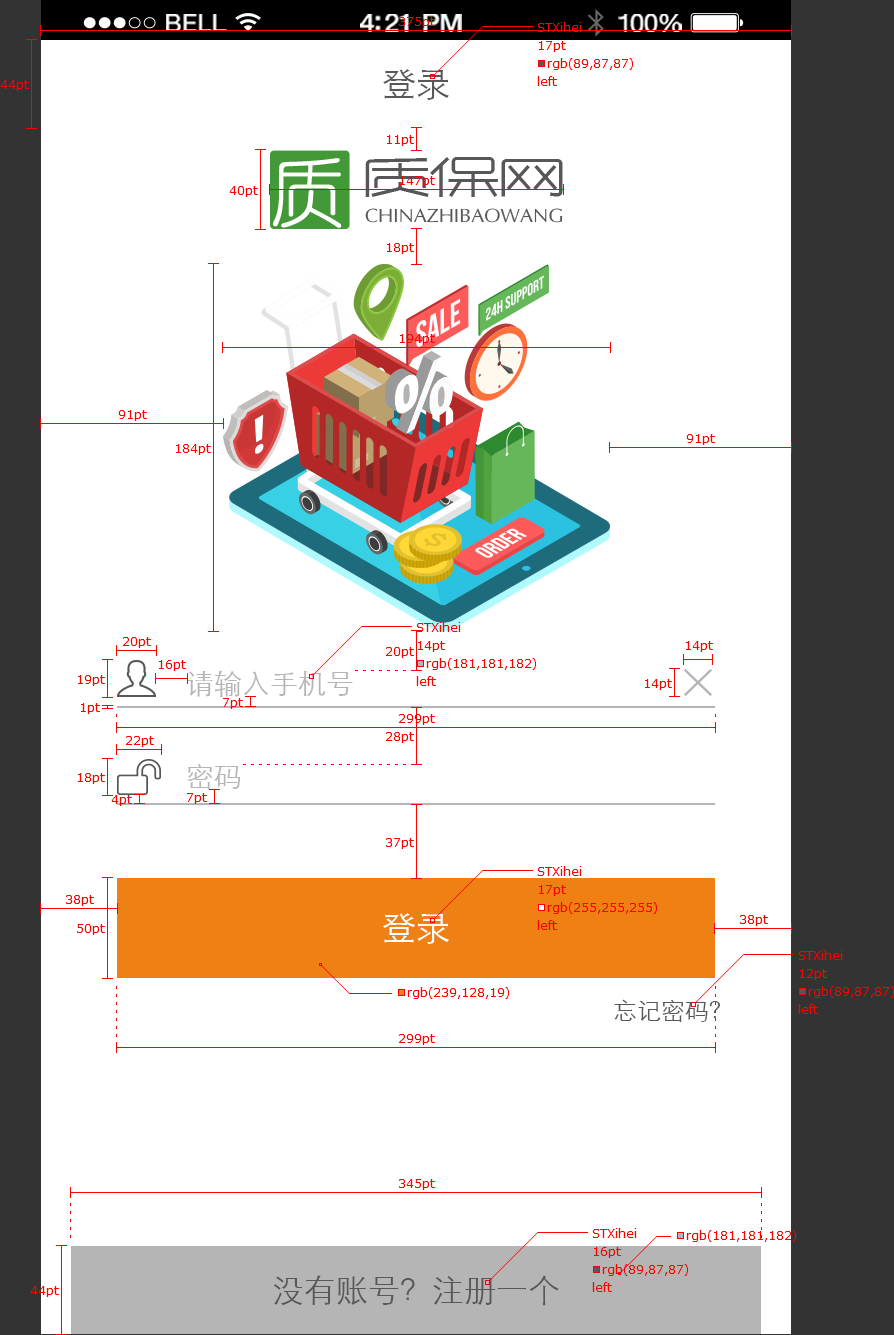 BELL 4:21 PM 100%
375pt
STXihei
17pt
rgb(89,87,87)
left
44pt
登录
11pt
质 质保网
147pt
40pt
CHINAZHIBAOWANG
18pt
SALE
24H SUPPORT
194pt
%
91pt
184pt
91pt
!
$
ORDER
STXihei
14pt
rgb(181,181,182)
left
20pt
20pt
14pt
16pt
19pt
请输入手机号
14pt
7pt
1pt
299pt
28pt
22pt
18pt
密码
4pt
7pt
37pt
STXihei
17pt
rgb(255,255,255)
left
38pt
50pt
登录
38pt
STXihei
12pt
rgb(89,87,87)
left
rgb(239,128,19)
忘记密码?
299pt
345pt
STXihei
16pt
rgb(89,87,87)
left
rgb(181,181,182)
44pt
没有账号? 注册一个